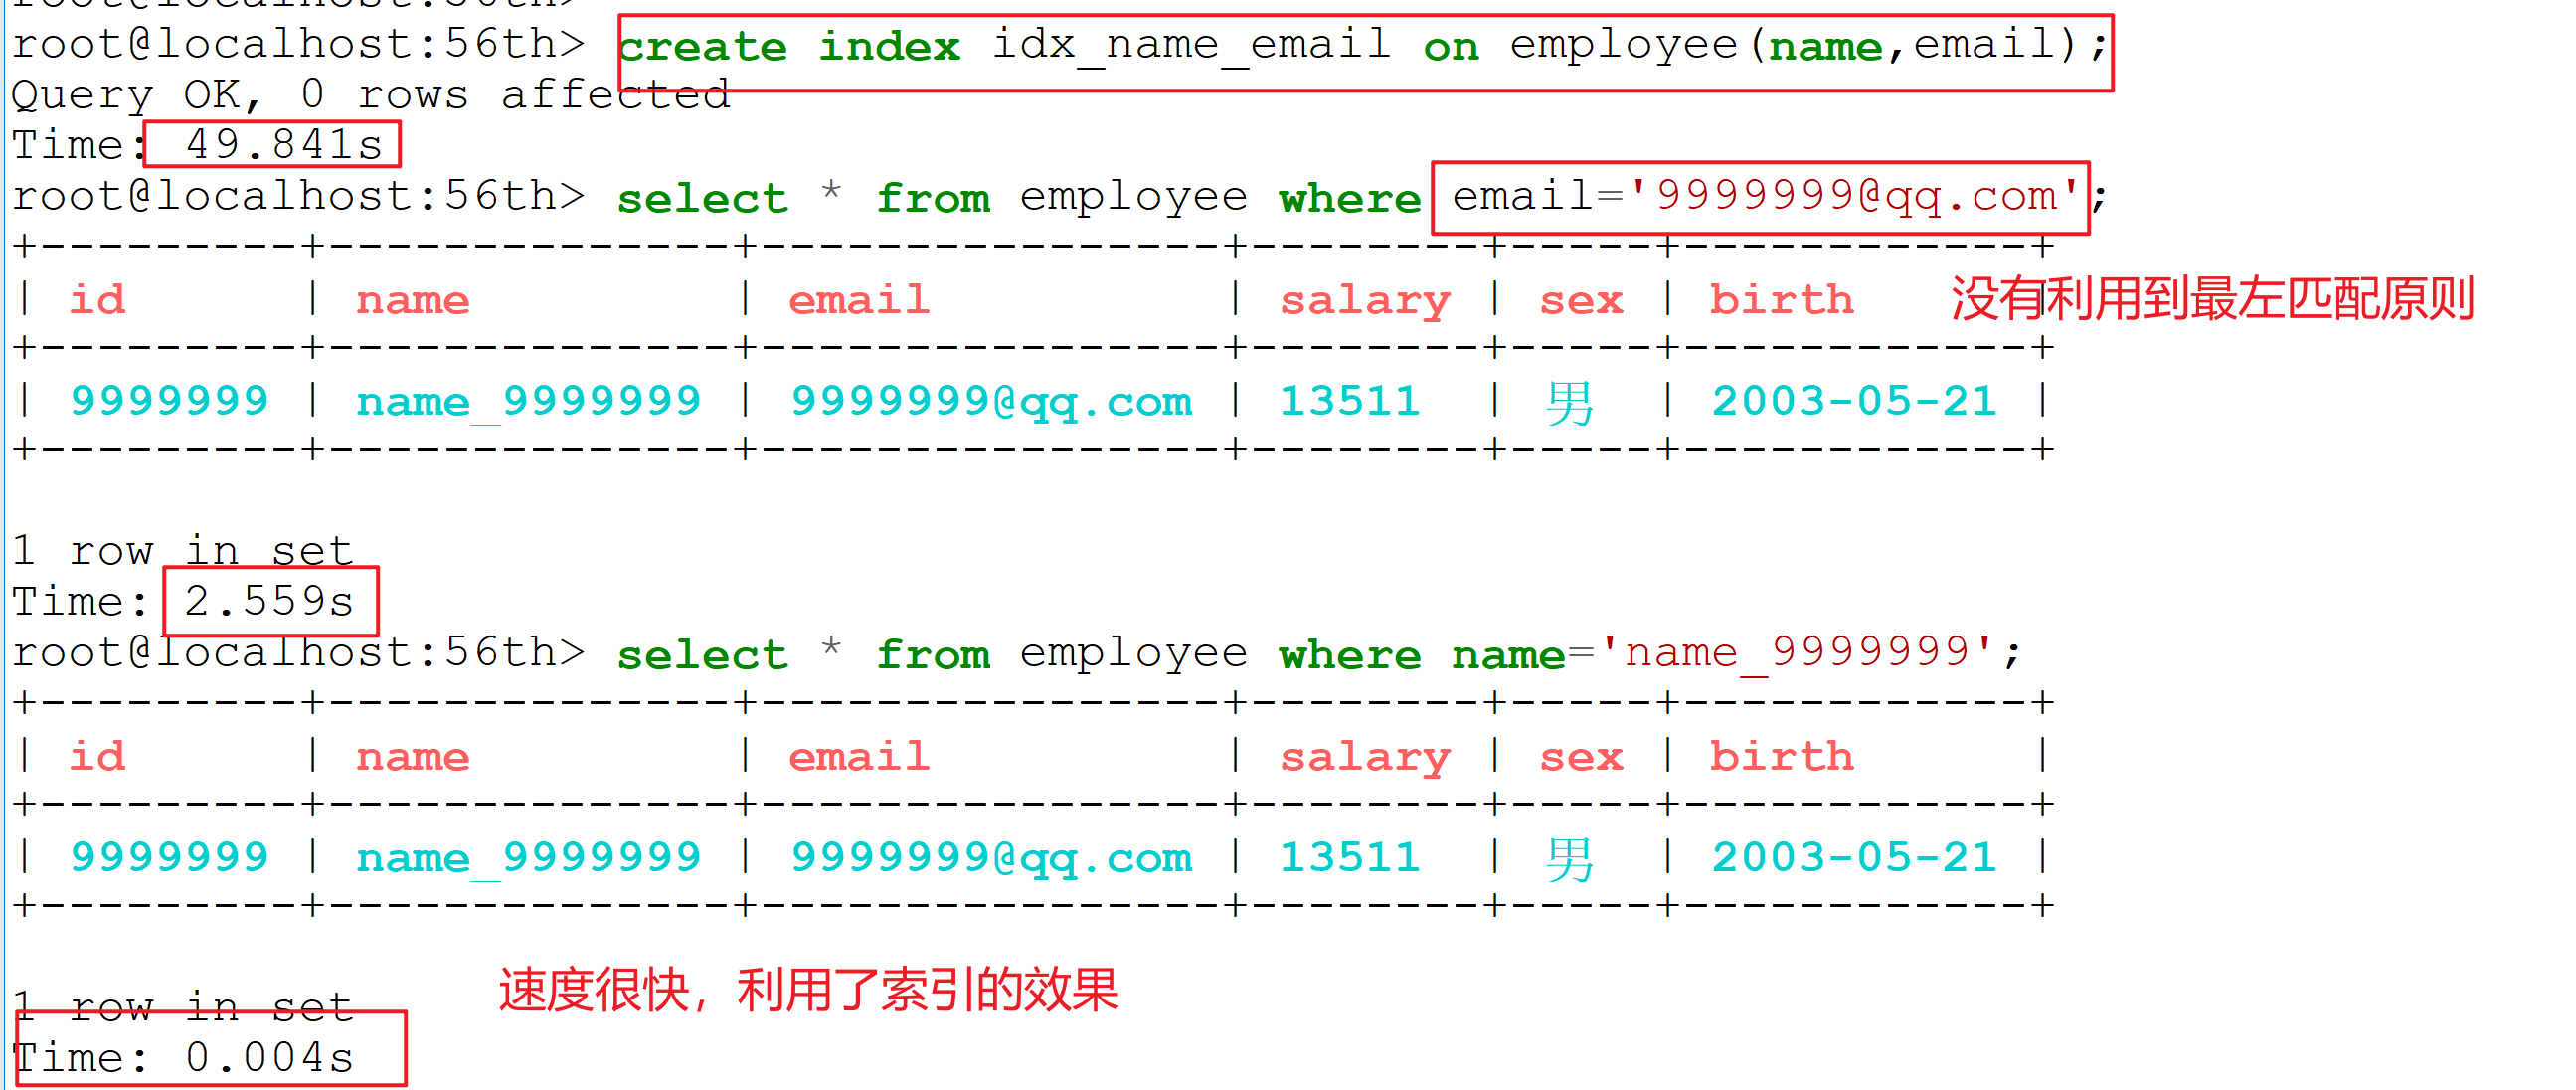 root@localhost:56th> create index idx_name_email on employee(name,email);
Query OK, 0 rows affected
Time: 49.841s
root@localhost:56th> select * from employee where email='9999999@qq.com';
+---------+--------------+----------------+--------+-----+------------+
| id      | name         | email          | salary | sex | birth      | 没有利用到最左匹配原则
+---------+--------------+----------------+--------+-----+------------+
| 9999999 | name_9999999 | 9999999@qq.com | 13511  | 男  | 2003-05-21 |
+---------+--------------+----------------+--------+-----+------------+
1 row in set
Time: 2.559s
root@localhost:56th> select * from employee where name='name_9999999';
+---------+--------------+----------------+--------+-----+------------+
| id      | name         | email          | salary | sex | birth      |
+---------+--------------+----------------+--------+-----+------------+
| 9999999 | name_9999999 | 9999999@qq.com | 13511  | 男  | 2003-05-21 |
+---------+--------------+----------------+--------+-----+------------+
速度很快，利用了索引的效果
1 row in set
Time: 0.004s